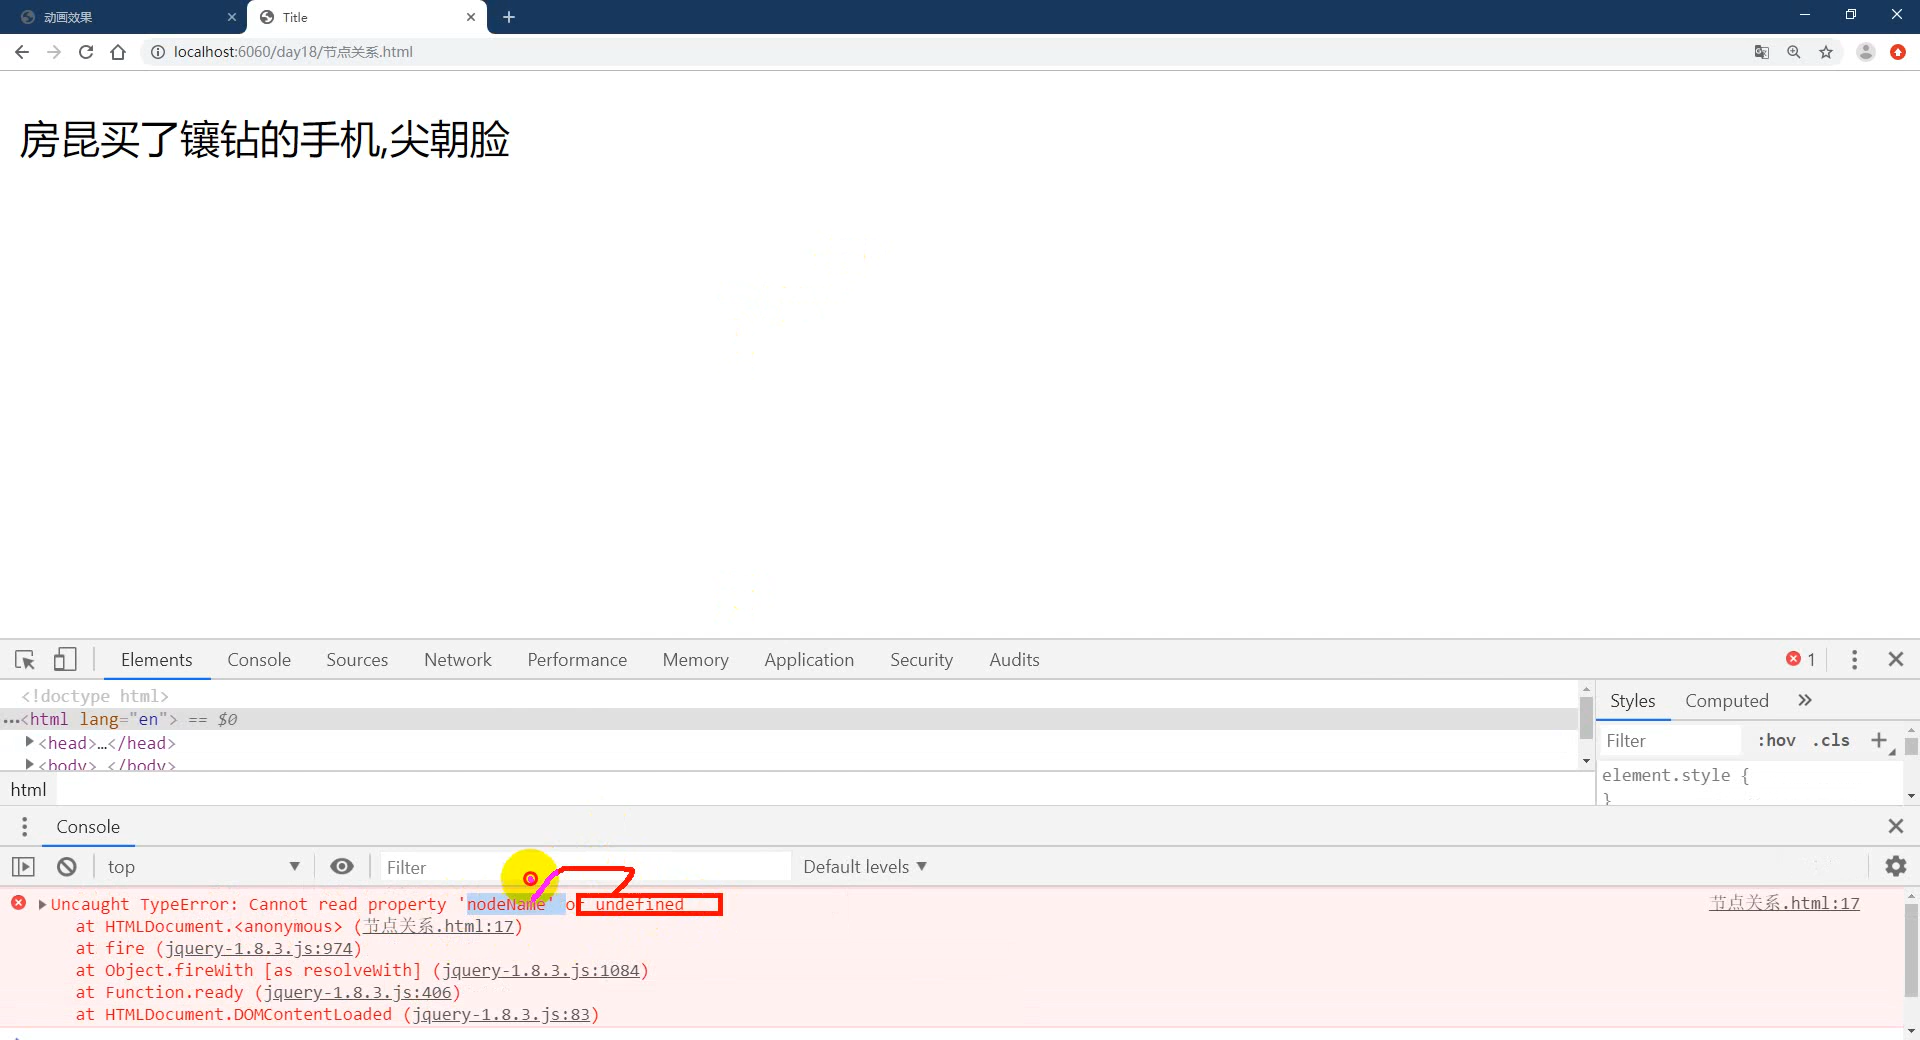 动画效果
Title
localhost:6060/day18/节点关系.html
房昆买了镶钻的手机,尖朝脸
Elements Console Sources Network Performance Memory Application Security Audits 1
<!doctype html>
…<html lang="en"> == $0
<head>…</head>
<body> </body>
html
Styles Computed »
Filter :hov .cls +
element.style {
}
Console
top Filter Default levels ▼
Uncaught TypeError: Cannot read property 'nodeName' of undefined 节点关系.html:17
at HTMLDocument.<anonymous> (节点关系.html:17)
at fire (jquery-1.8.3.js:974)
at Object.fireWith [as resolveWith] (jquery-1.8.3.js:1084)
at Function.ready (jquery-1.8.3.js:406)
at HTMLDocument.DOMContentLoaded (jquery-1.8.3.js:83)